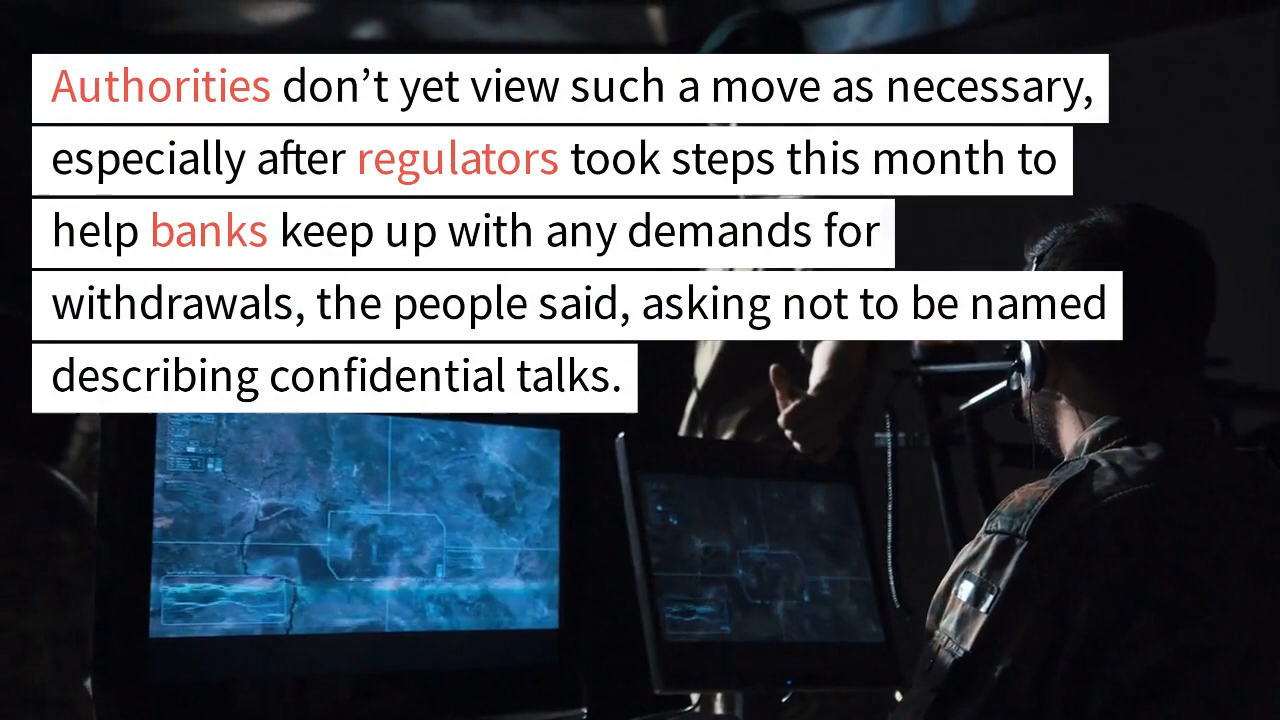 Authorities don’t yet view such a move as necessary,
especially after regulators took steps this month to
help banks keep up with any demands for
withdrawals, the people said, asking not to be named
describing confidential talks.